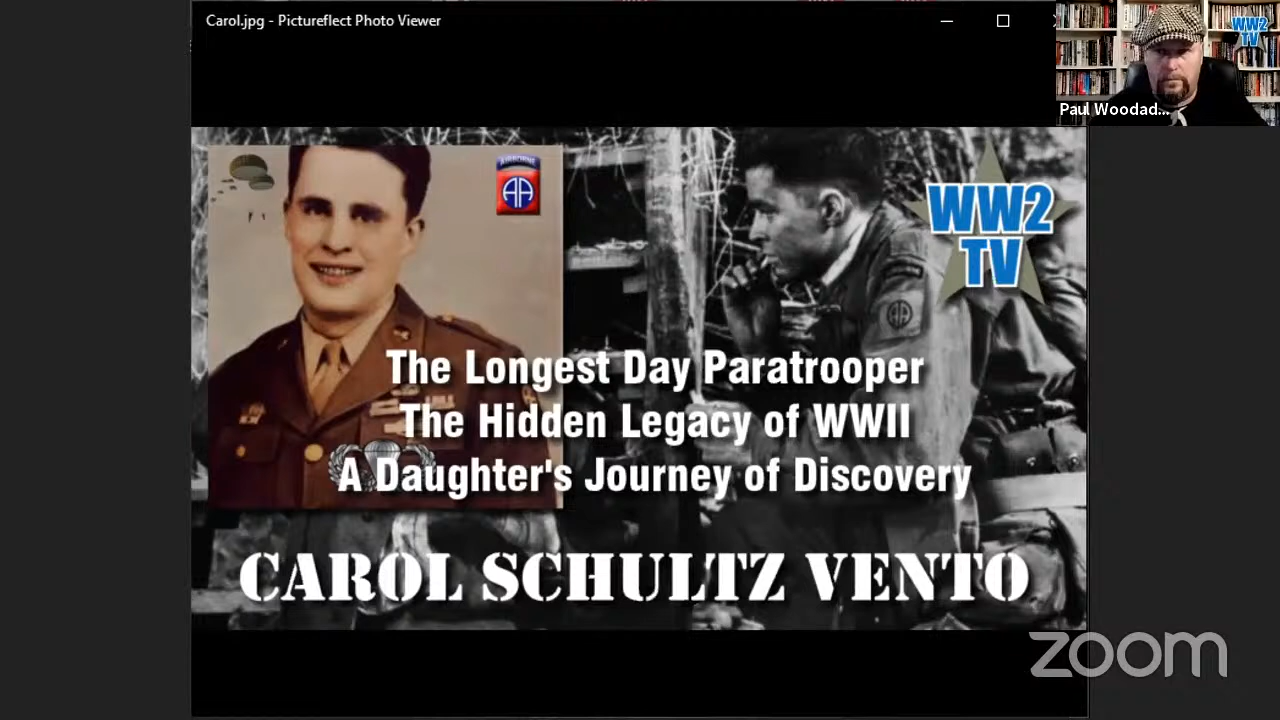 Carol.jpg - Pictureflect Photo Viewer
WW2
TV
Paul Woodad...
AIRBORNE
AA
WW2
TV
The Longest Day Paratrooper
The Hidden Legacy of WWII
A Daughter's Journey of Discovery
CAROL SCHULTZ VENTO
zoom